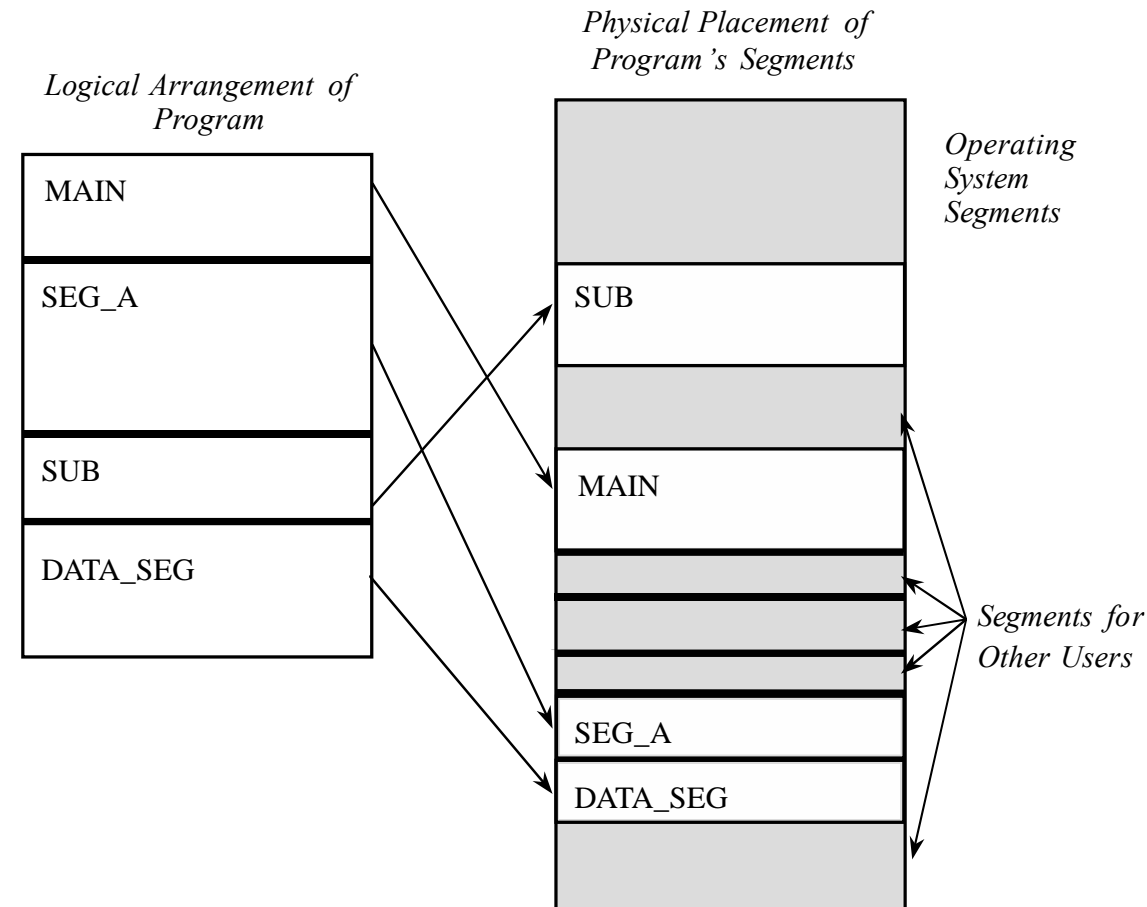 Logical Arrangement of
Program
MAIN
SEG_A
SUB
DATA_SEG
Physical Placement of
Program's Segments
SUB
MAIN
SEG_A
DATA_SEG
Operating
System
Segments
Segments for
Other Users